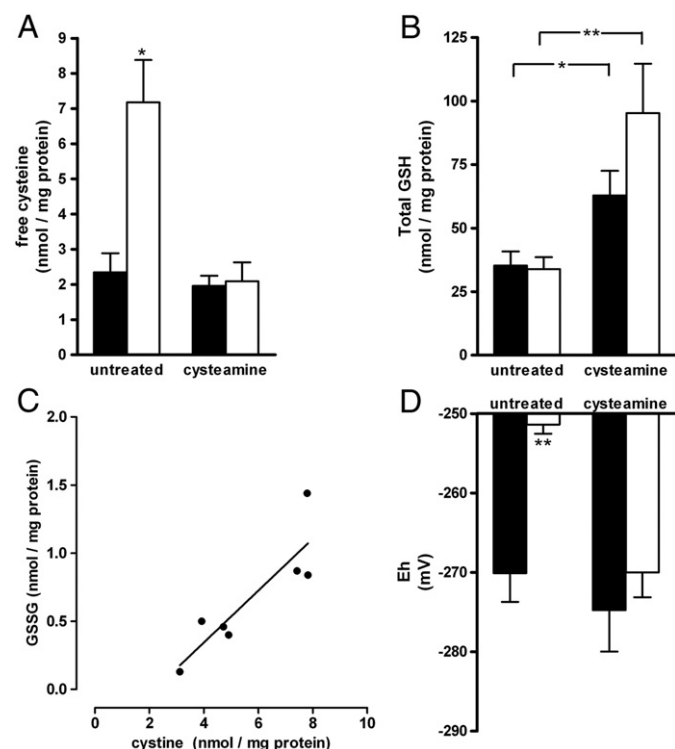 A
free cysteine
(nmol / mg protein)
9
8
7
6
5
4
3
2
1
0
*
untreated
cysteamine
B
Total GSH
(nmol / mg protein)
125
100
75
50
25
0
**
*
untreated
cysteamine
C
GSSG (nmol / mg protein)
2.0
1.5
1.0
0.5
0.0
0
2
4
6
8
10
cystine (nmol / mg protein)
D
untreated
cysteamine
Eh
(mV)
-250
-260
-270
-280
-290
**